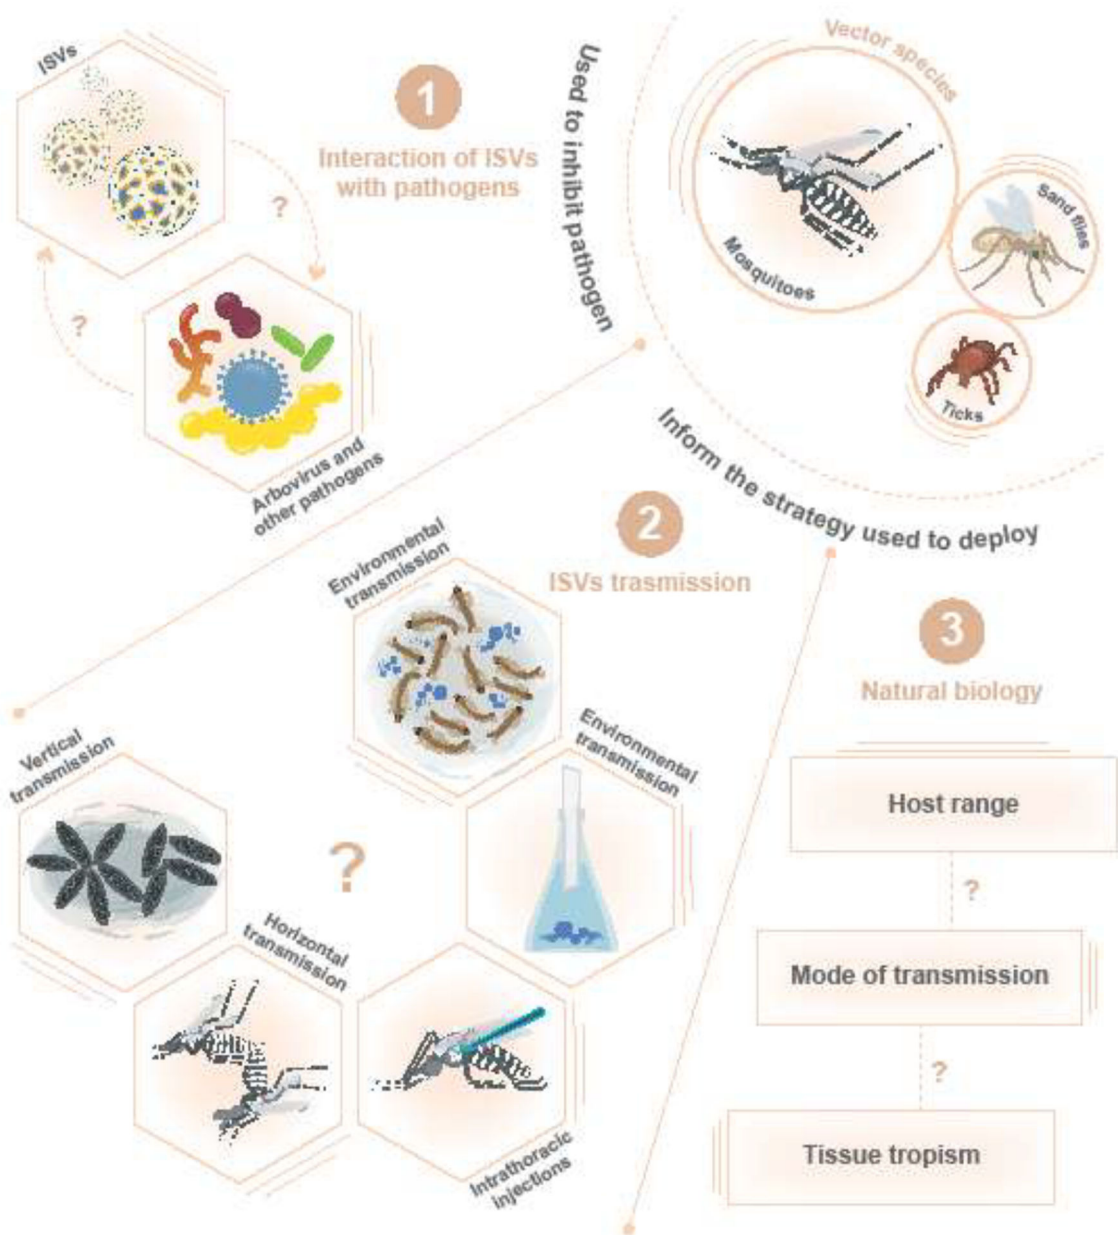 ISVs
1
Interaction of ISVs
with pathogens
?
?
Arbovirus and
other pathogens
Used to inhibit pathogen
Vector species
Mosquitoes
Sand flies
Ticks
Inform the strategy used to deploy
2
ISVs trasmission
Environmental
transmission
Environmental
transmission
Vertical
transmission
?
Horizontal
transmission
Intrathoracic
injections
3
Natural biology
Host range
?
Mode of transmission
?
Tissue tropism